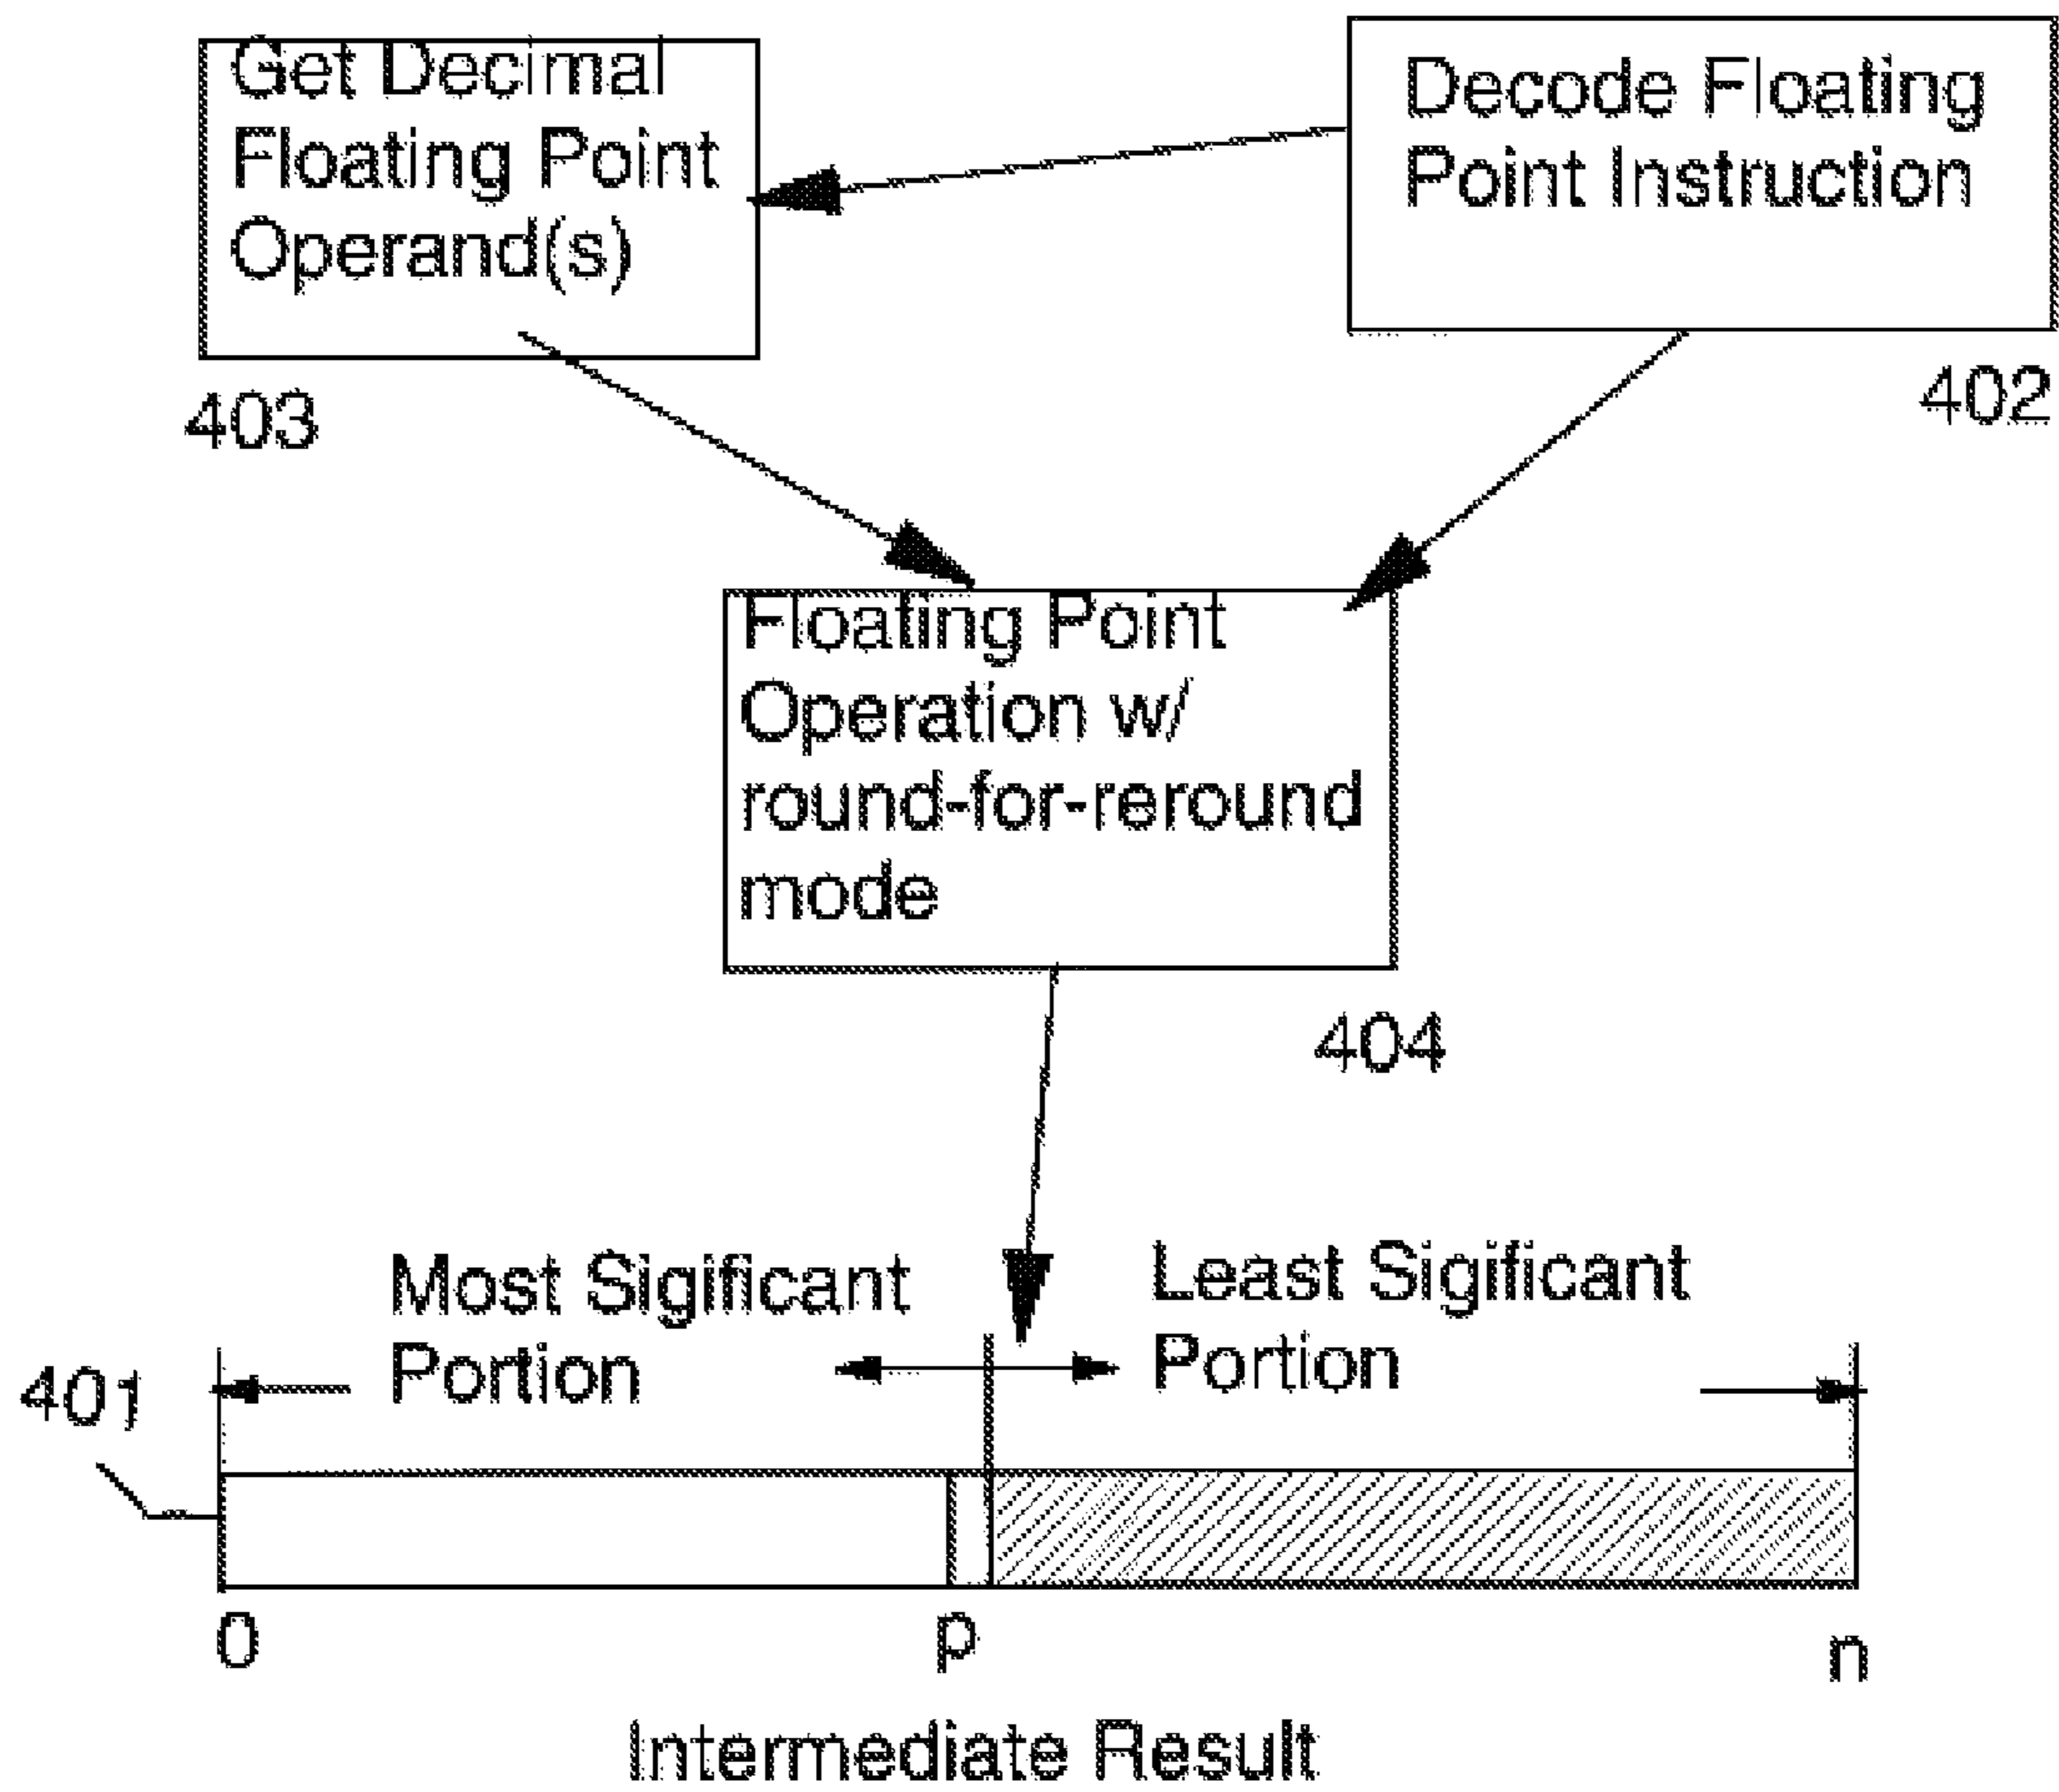 Get Decimal
Floating Point
Operand(s)
403
Decode Floating
Point Instruction
402
Floating Point
Operation w/
round-for-reround
mode
404
Most Sigificant
Portion
Least Sigificant
Portion
401
0
p
n
Intermediate Result